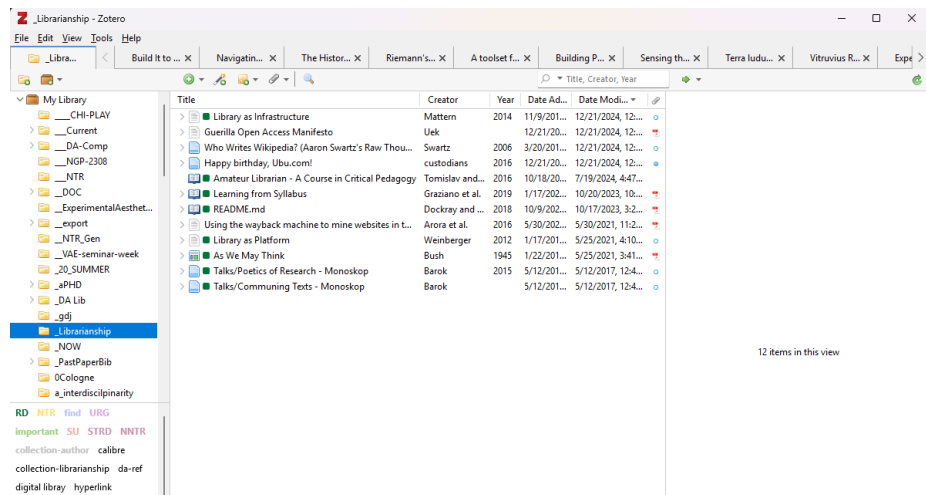 _Librarianship - Zotero
File Edit View Tools Help
_Libra...
Build It to ...
Navigatin...
The Histor...
Riemann's...
A toolset f...
Building P...
Sensing th...
Terra ludu...
Vitruvius R...
Expe
Title, Creator, Year
My Library
___CHI-PLAY
__Current
__DA-Comp
__NGP-2308
__NTR
__DOC
__ExperimentalAesthet...
__export
__NTR_Gen
__VAE-seminar-week
_20_SUMMER
_aPHD
_DA Lib
_gdj
_Librarianship
_NOW
_PastPaperBib
0Cologne
a_interdiscilpinarity
RD NTR find URG
important SU STRD NNTR
collection-author calibre
collection-librarianship da-ref
digital libray hyperlink
Title Creator Year Date Ad... Date Modi...
Library as Infrastructure Mattern 2014 11/9/201... 12/21/2024, 12:...
Guerilla Open Access Manifesto Uek 12/21/20... 12/21/2024, 12:...
Who Writes Wikipedia? (Aaron Swartz's Raw Thou... Swartz 2006 3/20/201... 12/21/2024, 12:...
Happy birthday, Ubu.com! custodians 2016 12/21/20... 12/21/2024, 12:...
Amateur Librarian - A Course in Critical Pedagogy Tomislav and... 2016 10/18/20... 7/19/2024, 4:47...
Learning from Syllabus Graziano et al. 2019 1/17/202... 10/20/2023, 10:...
README.md Dockray and ... 2018 10/9/202... 10/17/2023, 3:2...
Using the wayback machine to mine websites in t... Arora et al. 2016 5/30/202... 5/30/2021, 11:2...
Library as Platform Weinberger 2012 1/17/201... 5/25/2021, 4:10...
As We May Think Bush 1945 1/22/201... 5/25/2021, 3:41...
Talks/Poetics of Research - Monoskop Barok 2015 5/12/201... 5/12/2017, 12:4...
Talks/Communing Texts - Monoskop Barok 5/12/201... 5/12/2017, 12:4...
12 items in this view